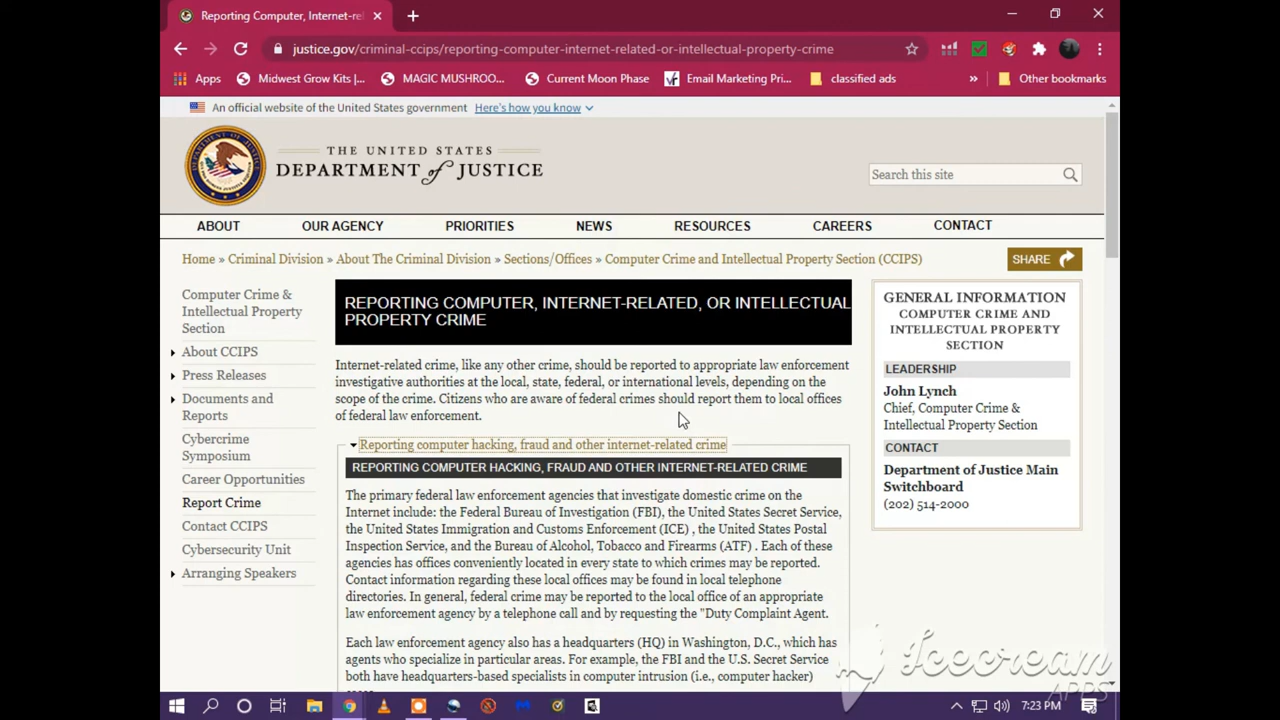 Reporting Computer, Internet-re
justice.gov/criminal-ccips/reporting-computer-internet-related-or-intellectual-property-crime
Apps
Midwest Grow Kits |...
MAGIC MUSHROO...
Current Moon Phase
Email Marketing Pri...
classified ads
»
Other bookmarks
An official website of the United States government Here's how you know
THE UNITED STATES
DEPARTMENT of JUSTICE
Search this site
ABOUT
OUR AGENCY
PRIORITIES
NEWS
RESOURCES
CAREERS
CONTACT
Home » Criminal Division » About The Criminal Division » Sections/Offices » Computer Crime and Intellectual Property Section (CCIPS)
SHARE
Computer Crime &
Intellectual Property
Section
About CCIPS
Press Releases
Documents and
Reports
Cybercrime
Symposium
Career Opportunities
Report Crime
Contact CCIPS
Cybersecurity Unit
Arranging Speakers
REPORTING COMPUTER, INTERNET-RELATED, OR INTELLECTUAL
PROPERTY CRIME
Internet-related crime, like any other crime, should be reported to appropriate law enforcement
investigative authorities at the local, state, federal, or international levels, depending on the
scope of the crime. Citizens who are aware of federal crimes should report them to local offices
of federal law enforcement.
Reporting computer hacking, fraud and other internet-related crime
REPORTING COMPUTER HACKING, FRAUD AND OTHER INTERNET-RELATED CRIME
The primary federal law enforcement agencies that investigate domestic crime on the
Internet include: the Federal Bureau of Investigation (FBI), the United States Secret Service,
the United States Immigration and Customs Enforcement (ICE) , the United States Postal
Inspection Service, and the Bureau of Alcohol, Tobacco and Firearms (ATF) . Each of these
agencies has offices conveniently located in every state to which crimes may be reported.
Contact information regarding these local offices may be found in local telephone
directories. In general, federal crime may be reported to the local office of an appropriate
law enforcement agency by a telephone call and by requesting the "Duty Complaint Agent.
Each law enforcement agency also has a headquarters (HQ) in Washington, D.C., which has
agents who specialize in particular areas. For example, the FBI and the U.S. Secret Service
both have headquarters-based specialists in computer intrusion (i.e., computer hacker)
GENERAL INFORMATION
COMPUTER CRIME AND
INTELLECTUAL PROPERTY
SECTION
LEADERSHIP
John Lynch
Chief, Computer Crime &
Intellectual Property Section
CONTACT
Department of Justice Main
Switchboard
(202) 514-2000
Icecream
APPS
7:23 PM